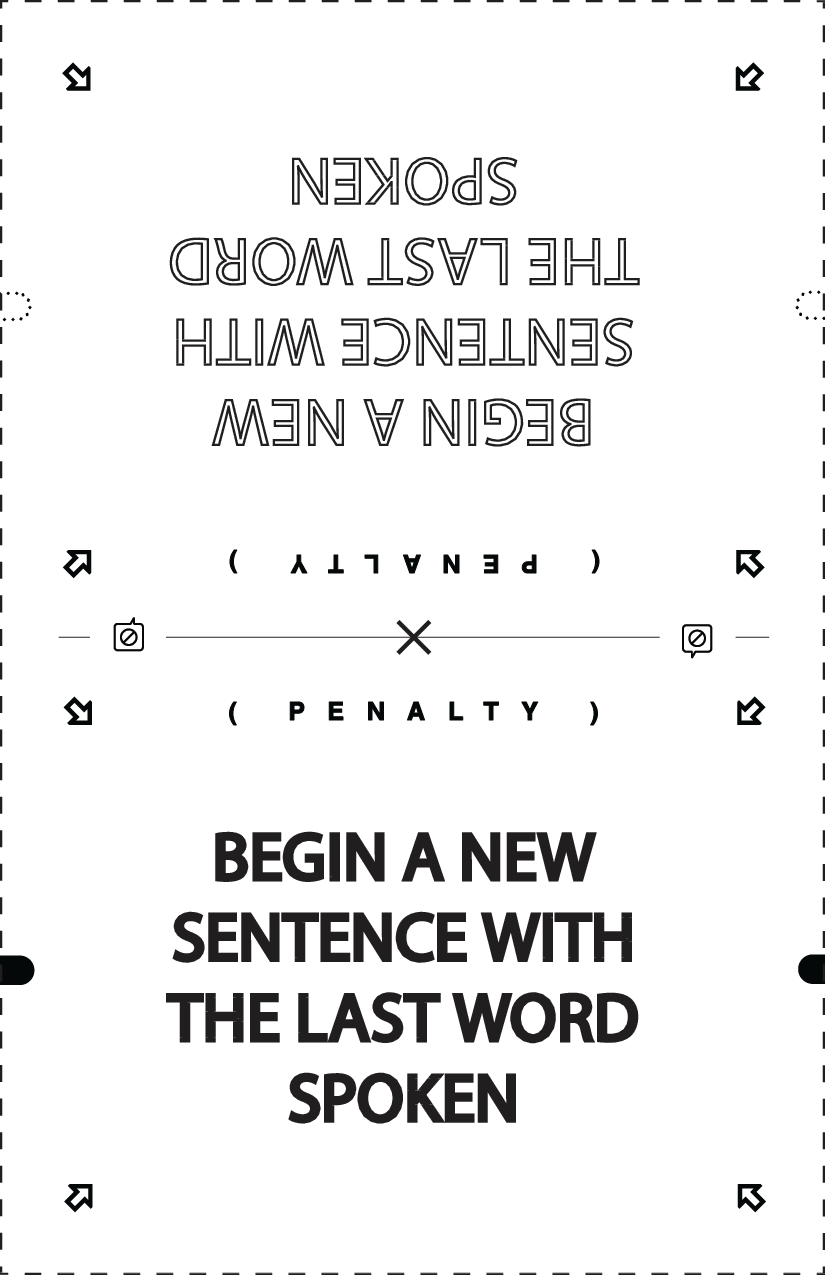 BEGIN A NEW
SENTENCE WITH
THE LAST WORD
SPOKEN
( PENALTY )
( PENALTY )
BEGIN A NEW
SENTENCE WITH
THE LAST WORD
SPOKEN